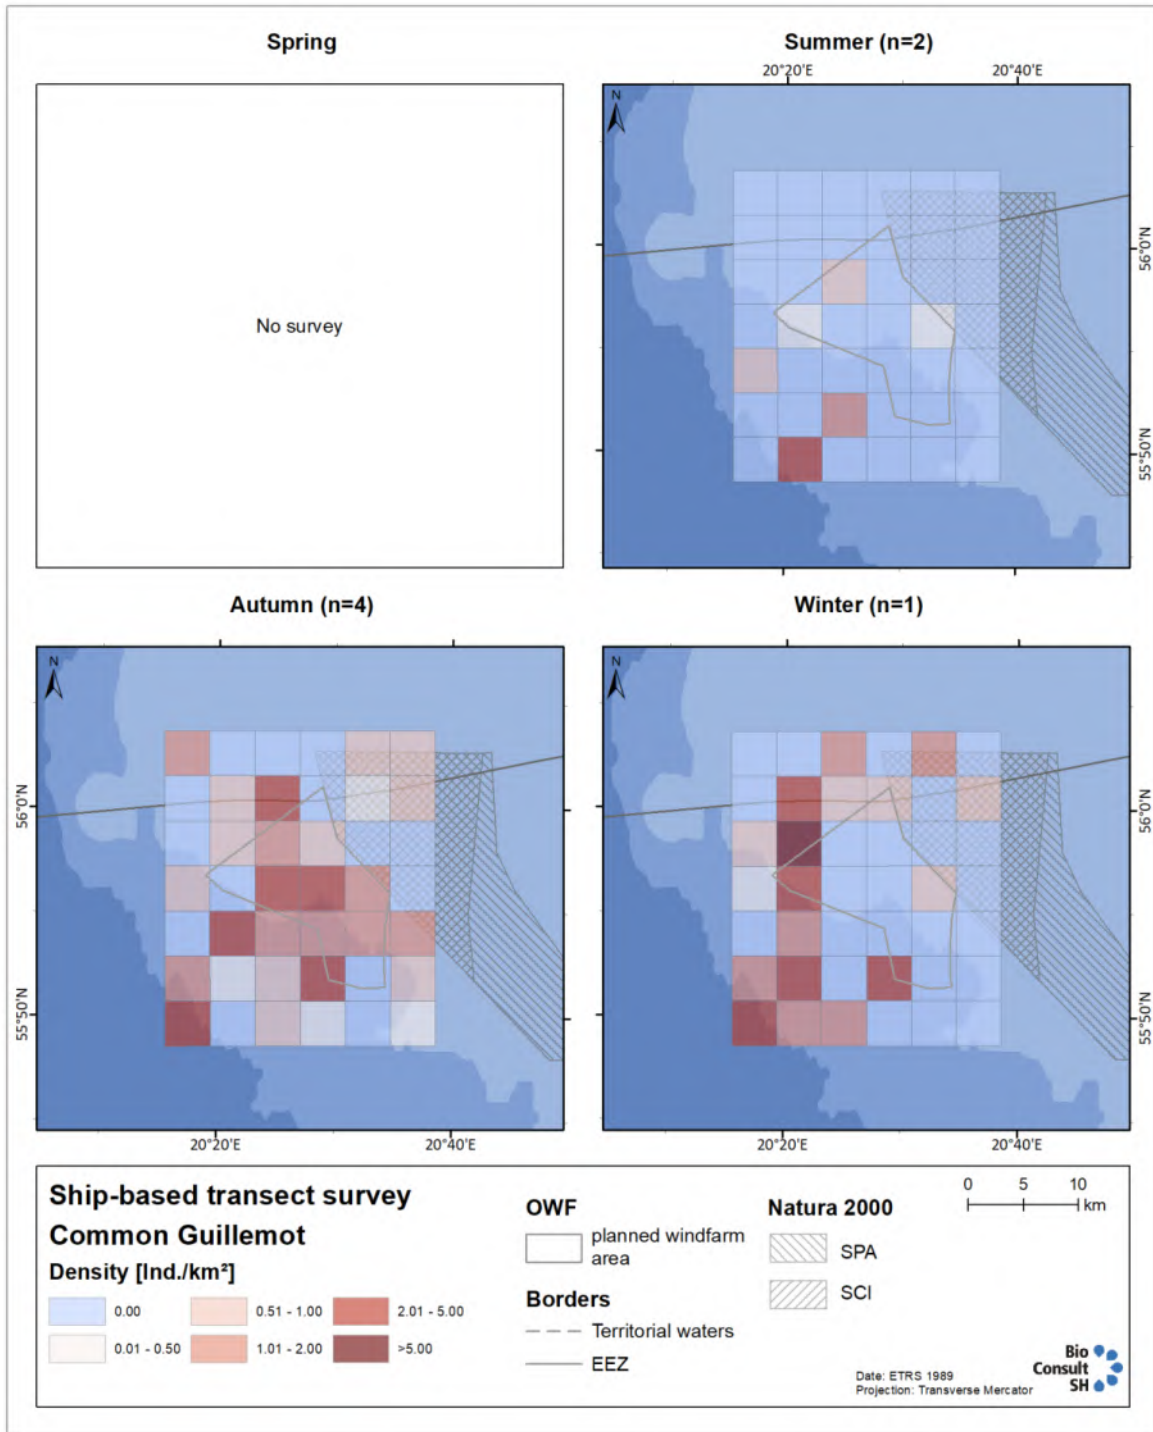 Spring
No survey
Summer (n=2)
20°20'E
20°40'E
N
56°0'N
55°50'N
Autumn (n=4)
N
56°0'N
55°50'N
20°20'E
20°40'E
Winter (n=1)
N
56°0'N
55°50'N
20°20'E
20°40'E
Ship-based transect survey
Common Guillemot
Density [Ind./km²]
0.00
0.51 - 1.00
2.01 - 5.00
0.01 - 0.50
1.01 - 2.00
>5.00
OWF
planned windfarm
area
Borders
Territorial waters
EEZ
Natura 2000
SPA
SCI
0 5 10
km
Date: ETRS 1989
Projection: Transverse Mercator
Bio
Consult
SH